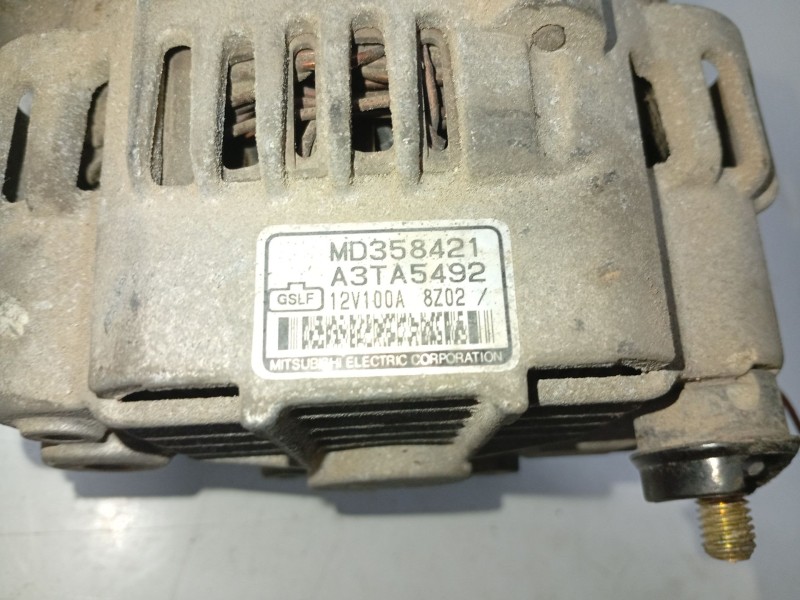 MD358421
A3TA5492
GSLF 12V100A 8Z02 /
MITSUBISHI ELECTRIC CORPORATION